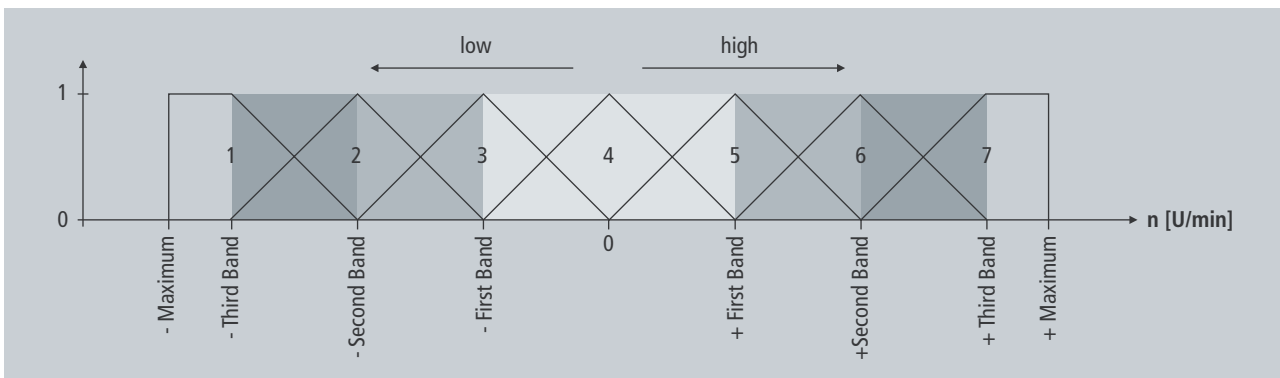 low high
1
1 2 3 4 5 6 7
0
n [U/min]
- Maximum
- Third Band
- Second Band
- First Band
0
+ First Band
+Second Band
+ Third Band
+ Maximum